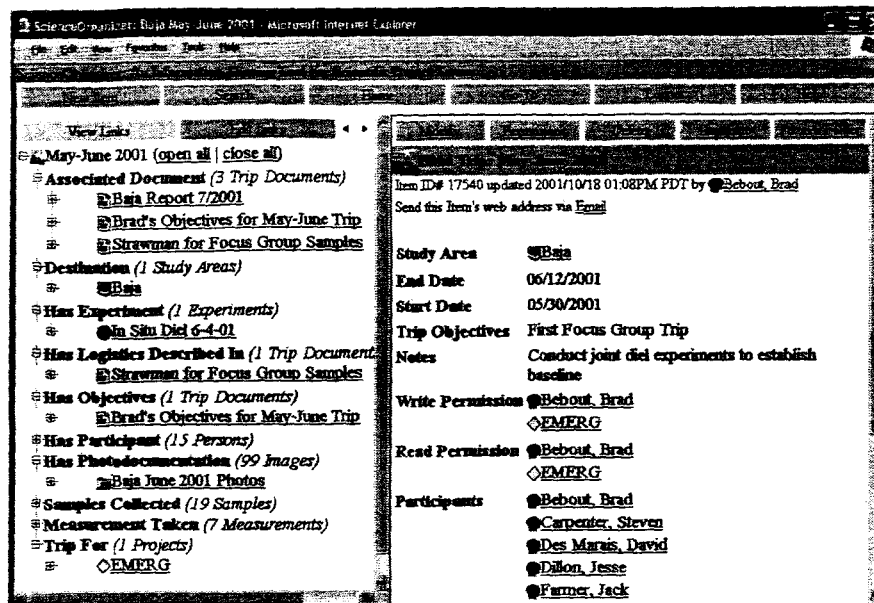 ScienceOrganizer: Baja May-June 2001 - Microsoft Internet Explorer
File Edit View Favorites Tools Help
View Links
May-June 2001 (open all | close all)
Associated Document (3 Trip Documents)
Baja Report 7/2001
Brad's Objectives for May-June Trip
Strawman for Focus Group Samples
Destination (1 Study Areas)
Baja
Has Experiment (1 Experiments)
In Situ Diel 6-4-01
Has Logistics Described In (1 Trip Document
Strawman for Focus Group Samples
Has Objectives (1 Trip Documents)
Brad's Objectives for May-June Trip
Has Participant (15 Persons)
Has Photodocumentation (99 Images)
Baja June 2001 Photos
Samples Collected (19 Samples)
Measurement Taken (7 Measurements)
Trip For (1 Projects)
EMERG
Item ID# 17540 updated 2001/10/18 01:08PM PDT by Bebout, Brad
Send this Item's web address via Email
Study Area Baja
End Date 06/12/2001
Start Date 05/30/2001
Trip Objectives First Focus Group Trip
Notes Conduct joint diel experiments to establish
baseline
Write Permission Bebout, Brad
EMERG
Read Permission Bebout, Brad
EMERG
Participants Bebout, Brad
Carpenter, Steven
Des Marais, David
Dillon, Jesse
Farmer, Jack